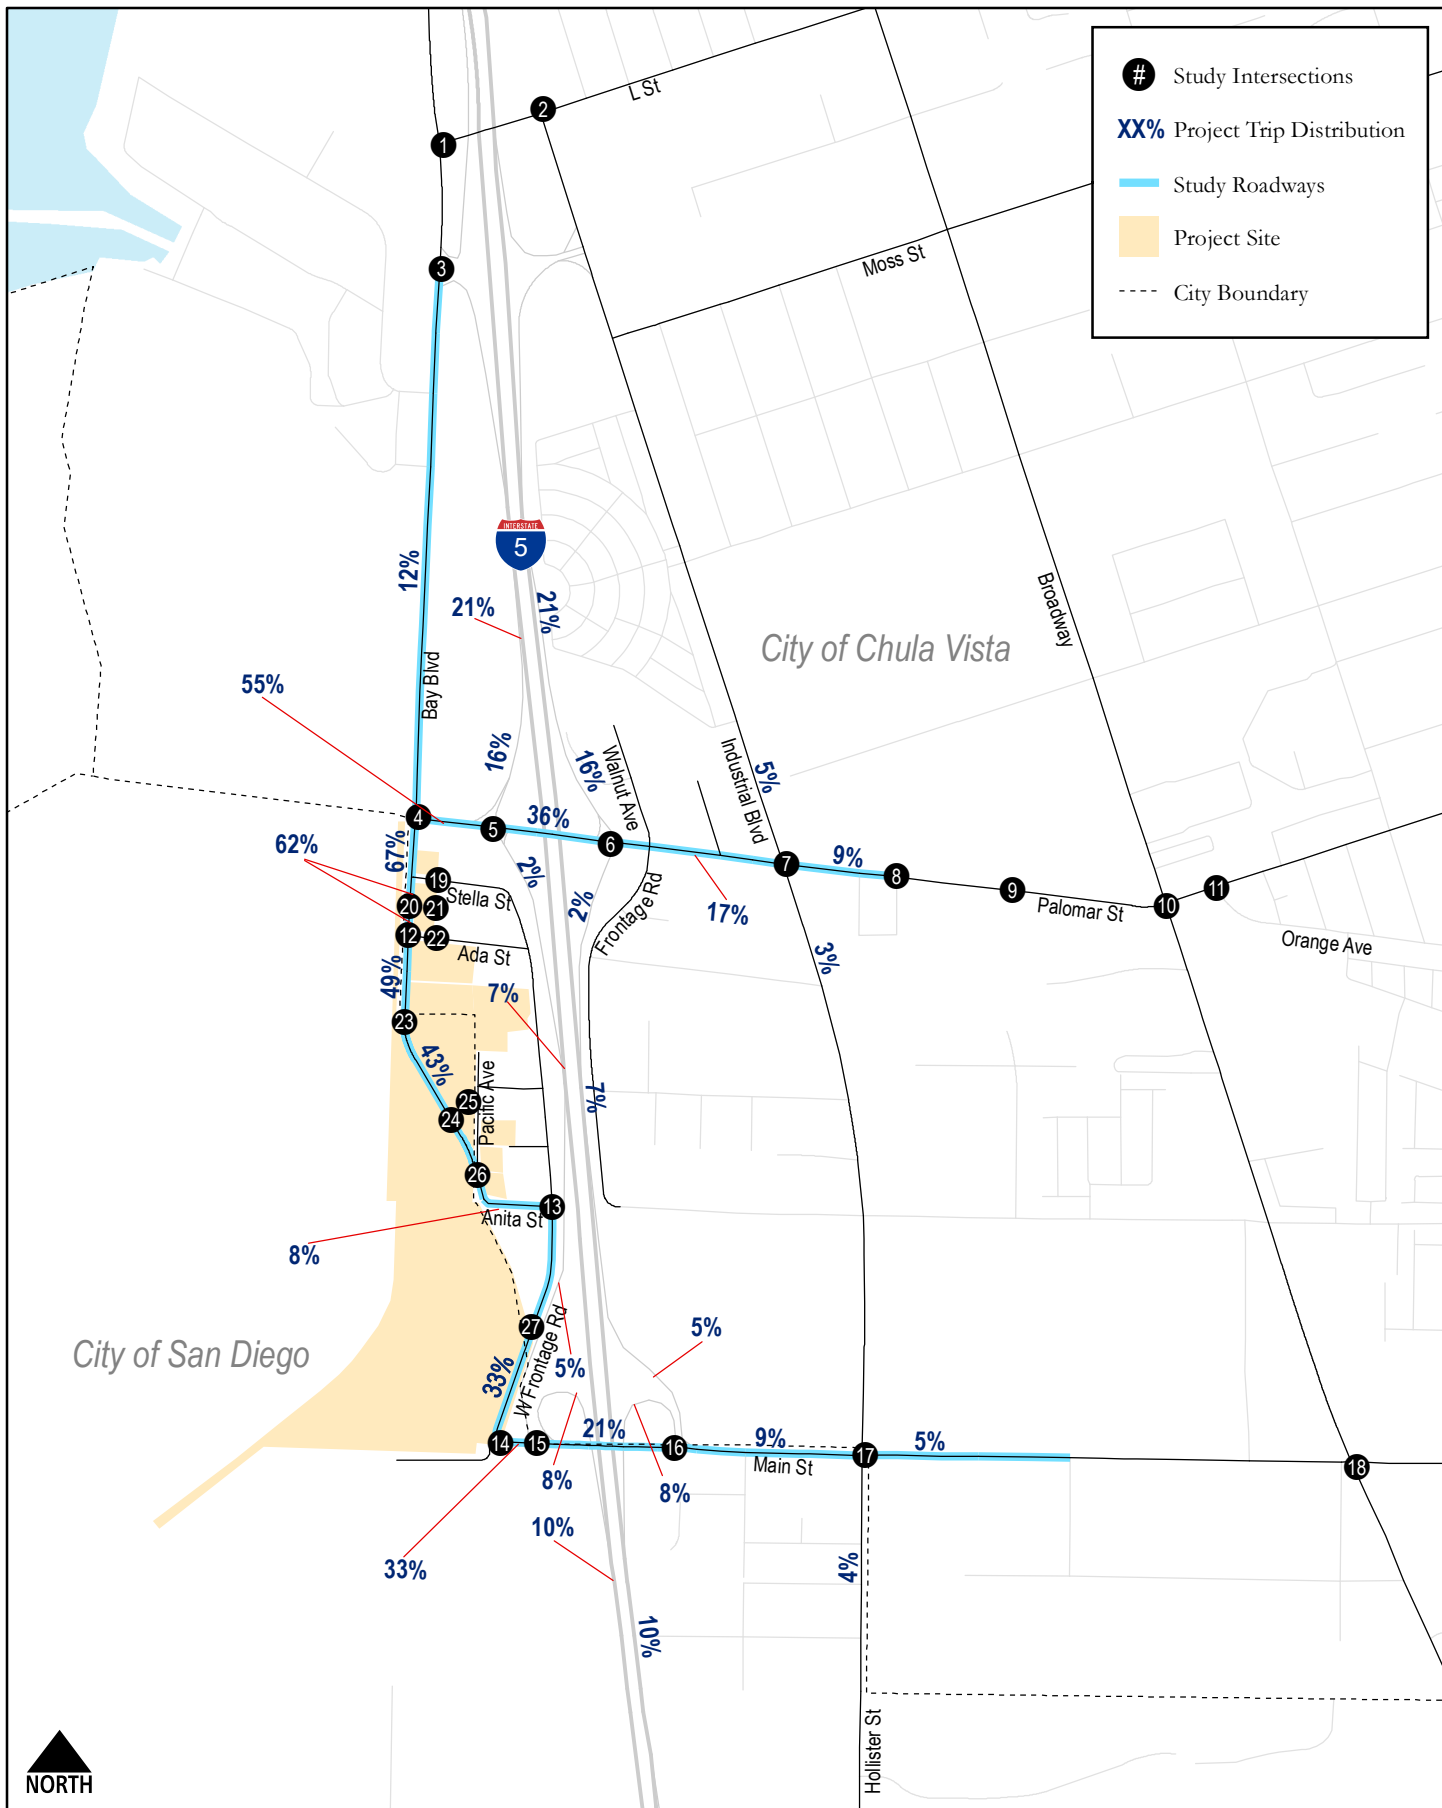 # Study Intersections
XX% Project Trip Distribution
Study Roadways
Project Site
City Boundary
2
L St
1
3
Moss St
INTERSTATE
5
12%
21%
21%
Broadway
City of Chula Vista
Bay Blvd
55%
16%
16%
Walnut Ave
Industrial Blvd
5%
4
5
36%
6
7
9%
8
9
10
11
62%
67%
2%
2%
Frontage Rd
17%
Palomar St
Orange Ave
19
Stella St
20
21
12
22
Ada St
3%
49%
7%
23
43%
7%
25
24
Pacific Ave
26
13
Anita St
8%
City of San Diego
27
W Frontage Rd
5%
5%
33%
14
15
21%
16
9%
17
5%
18
Main St
8%
8%
10%
33%
4%
10%
Hollister St
NORTH